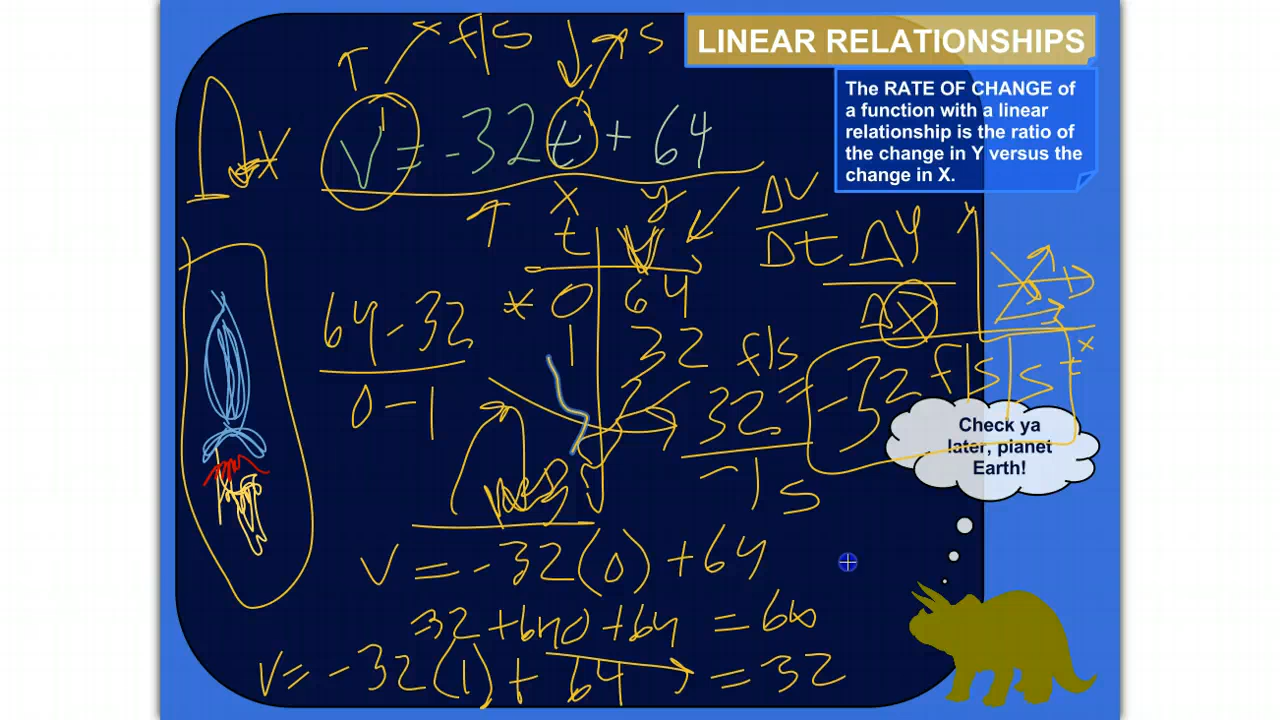 LINEAR RELATIONSHIPS
The RATE OF CHANGE of
a function with a linear
relationship is the ratio of
the change in Y versus the
change in X.
f/s
s
V = -32t + 64
x
x y
t V
0 64
1 32 f/s
ΔV
Δt
ΔY
ΔX
y
x
t
64 - 32
0 - 1
32
-1 s
= -32 f/s/s
Check ya
later, planet
Earth!
neg
V = -32(0) + 64
V = -32(1) + 64 = 32